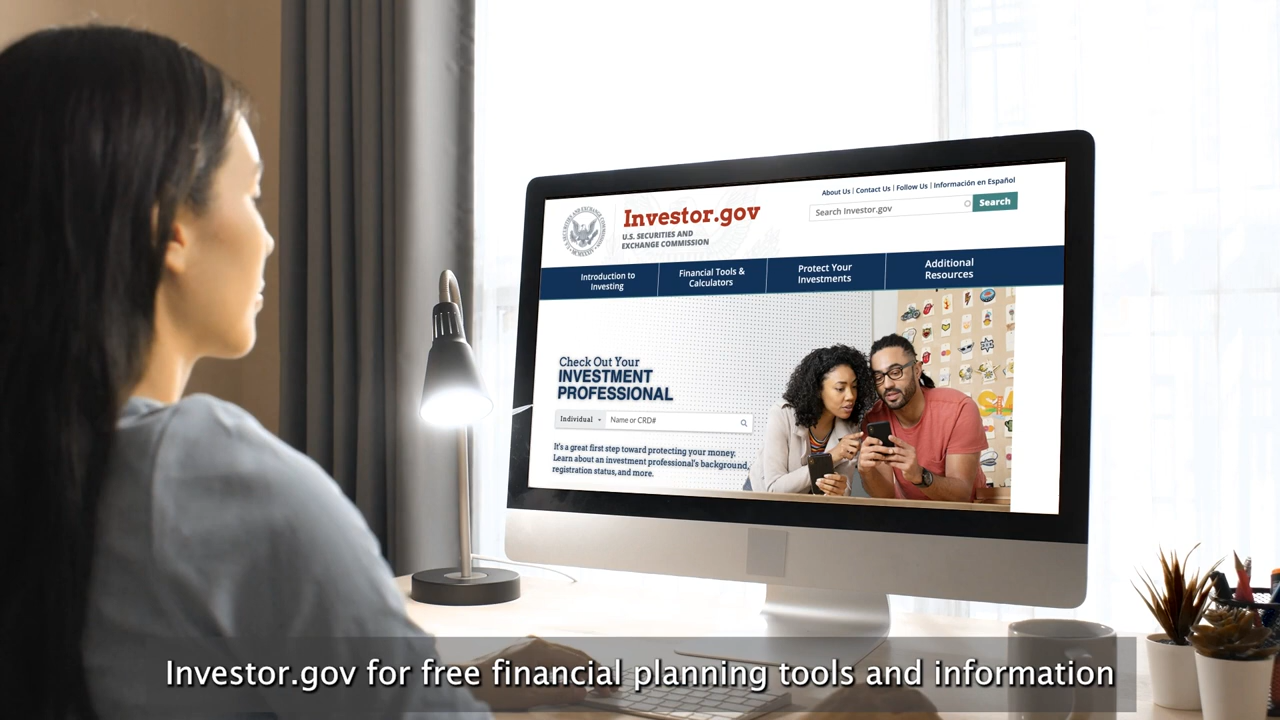 About Us | Contact Us | Follow Us | Información en Español
Investor.gov
U.S. SECURITIES AND
EXCHANGE COMMISSION
Search Investor.gov
Search
Introduction to
Investing
Financial Tools &
Calculators
Protect Your
Investments
Additional
Resources
Check Out Your
INVESTMENT
PROFESSIONAL
Individual
Name or CRD#
It's a great first step toward protecting your money.
Learn about an investment professional's background,
registration status, and more.
Investor.gov for free financial planning tools and information